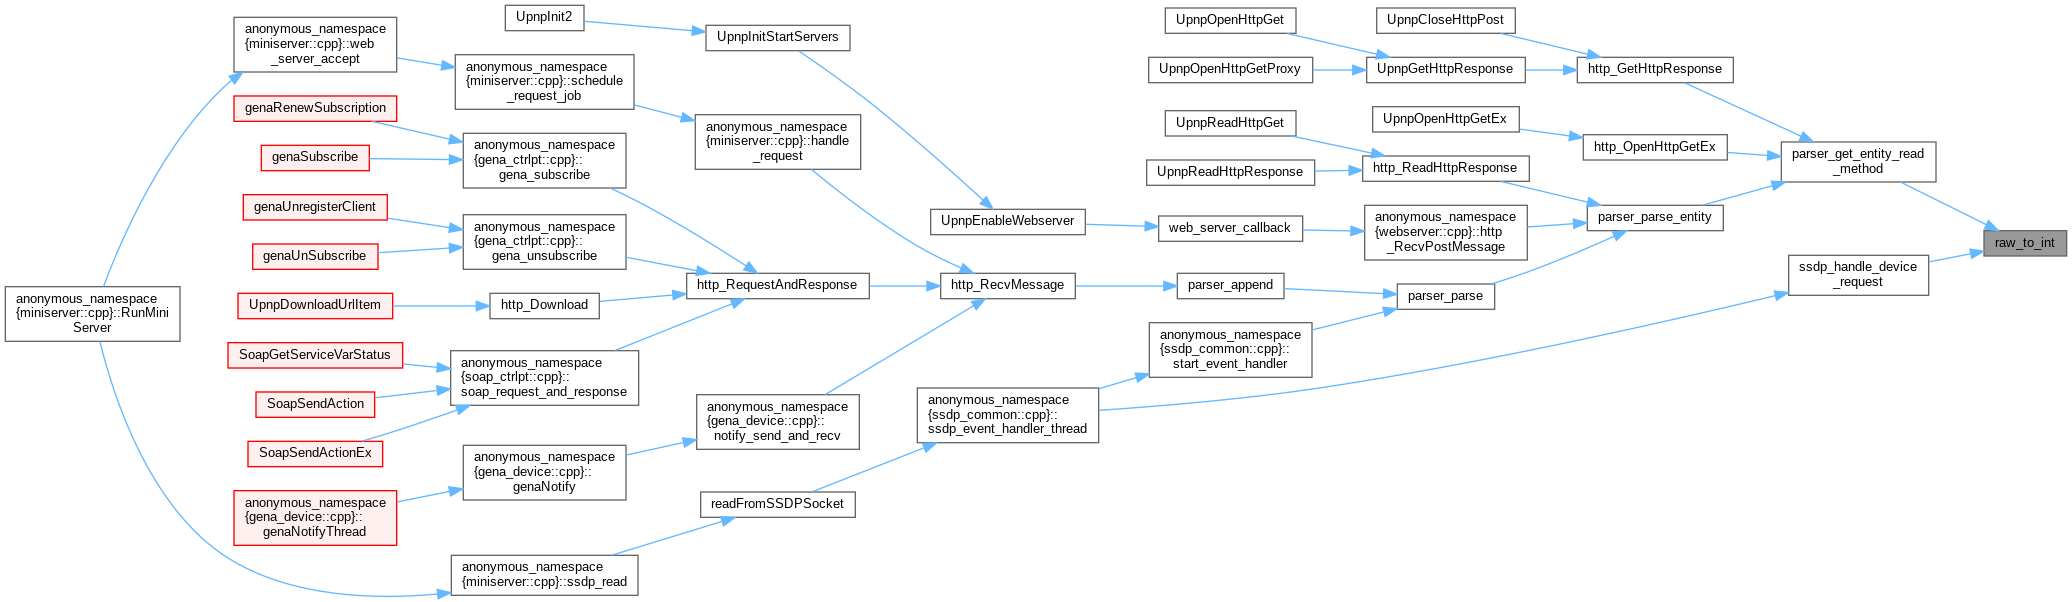 anonymous_namespace
{miniserver::cpp}::RunMini
Server
anonymous_namespace
{miniserver::cpp}::web
_server_accept
genaRenewSubscription
genaSubscribe
genaUnregisterClient
genaUnSubscribe
UpnpDownloadUrlItem
SoapGetServiceVarStatus
SoapSendAction
SoapSendActionEx
anonymous_namespace
{gena_device::cpp}::
genaNotifyThread
UpnpInit2
anonymous_namespace
{miniserver::cpp}::schedule
_request_job
anonymous_namespace
{gena_ctrlpt::cpp}::
gena_subscribe
anonymous_namespace
{gena_ctrlpt::cpp}::
gena_unsubscribe
http_Download
anonymous_namespace
{soap_ctrlpt::cpp}::
soap_request_and_response
anonymous_namespace
{gena_device::cpp}::
genaNotify
anonymous_namespace
{miniserver::cpp}::ssdp_read
UpnpInitStartServers
anonymous_namespace
{miniserver::cpp}::handle
_request
http_RequestAndResponse
anonymous_namespace
{gena_device::cpp}::
notify_send_and_recv
readFromSSDPSocket
UpnpEnableWebserver
http_RecvMessage
anonymous_namespace
{ssdp_common::cpp}::
ssdp_event_handler_thread
UpnpOpenHttpGet
UpnpOpenHttpGetProxy
UpnpReadHttpGet
UpnpReadHttpResponse
web_server_callback
parser_append
anonymous_namespace
{ssdp_common::cpp}::
start_event_handler
UpnpCloseHttpPost
UpnpGetHttpResponse
UpnpOpenHttpGetEx
http_ReadHttpResponse
anonymous_namespace
{webserver::cpp}::http
_RecvPostMessage
parser_parse
http_GetHttpResponse
http_OpenHttpGetEx
parser_parse_entity
parser_get_entity_read
_method
ssdp_handle_device
_request
raw_to_int